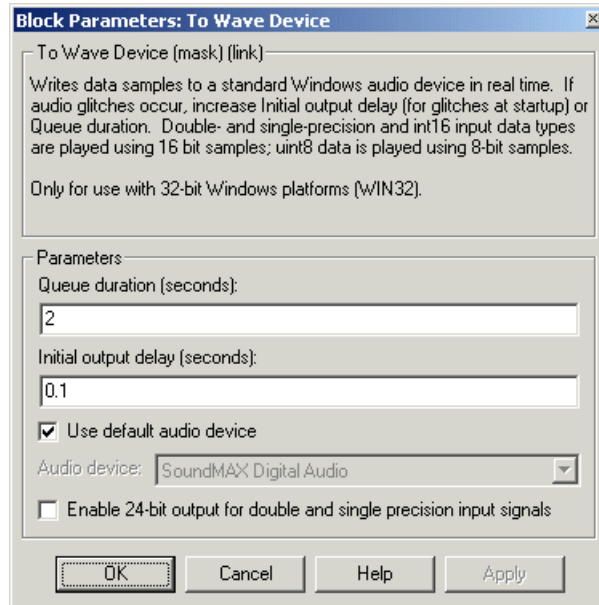 Block Parameters: To Wave Device
To Wave Device (mask) (link)
Writes data samples to a standard Windows audio device in real time. If
audio glitches occur, increase Initial output delay (for glitches at startup) or
Queue duration. Double- and single-precision and int16 input data types
are played using 16 bit samples; uint8 data is played using 8-bit samples.
Only for use with 32-bit Windows platforms (WIN32).
Parameters
Queue duration (seconds):
2
Initial output delay (seconds):
0.1
Use default audio device
Audio device: SoundMAX Digital Audio
Enable 24-bit output for double and single precision input signals
OK Cancel Help Apply